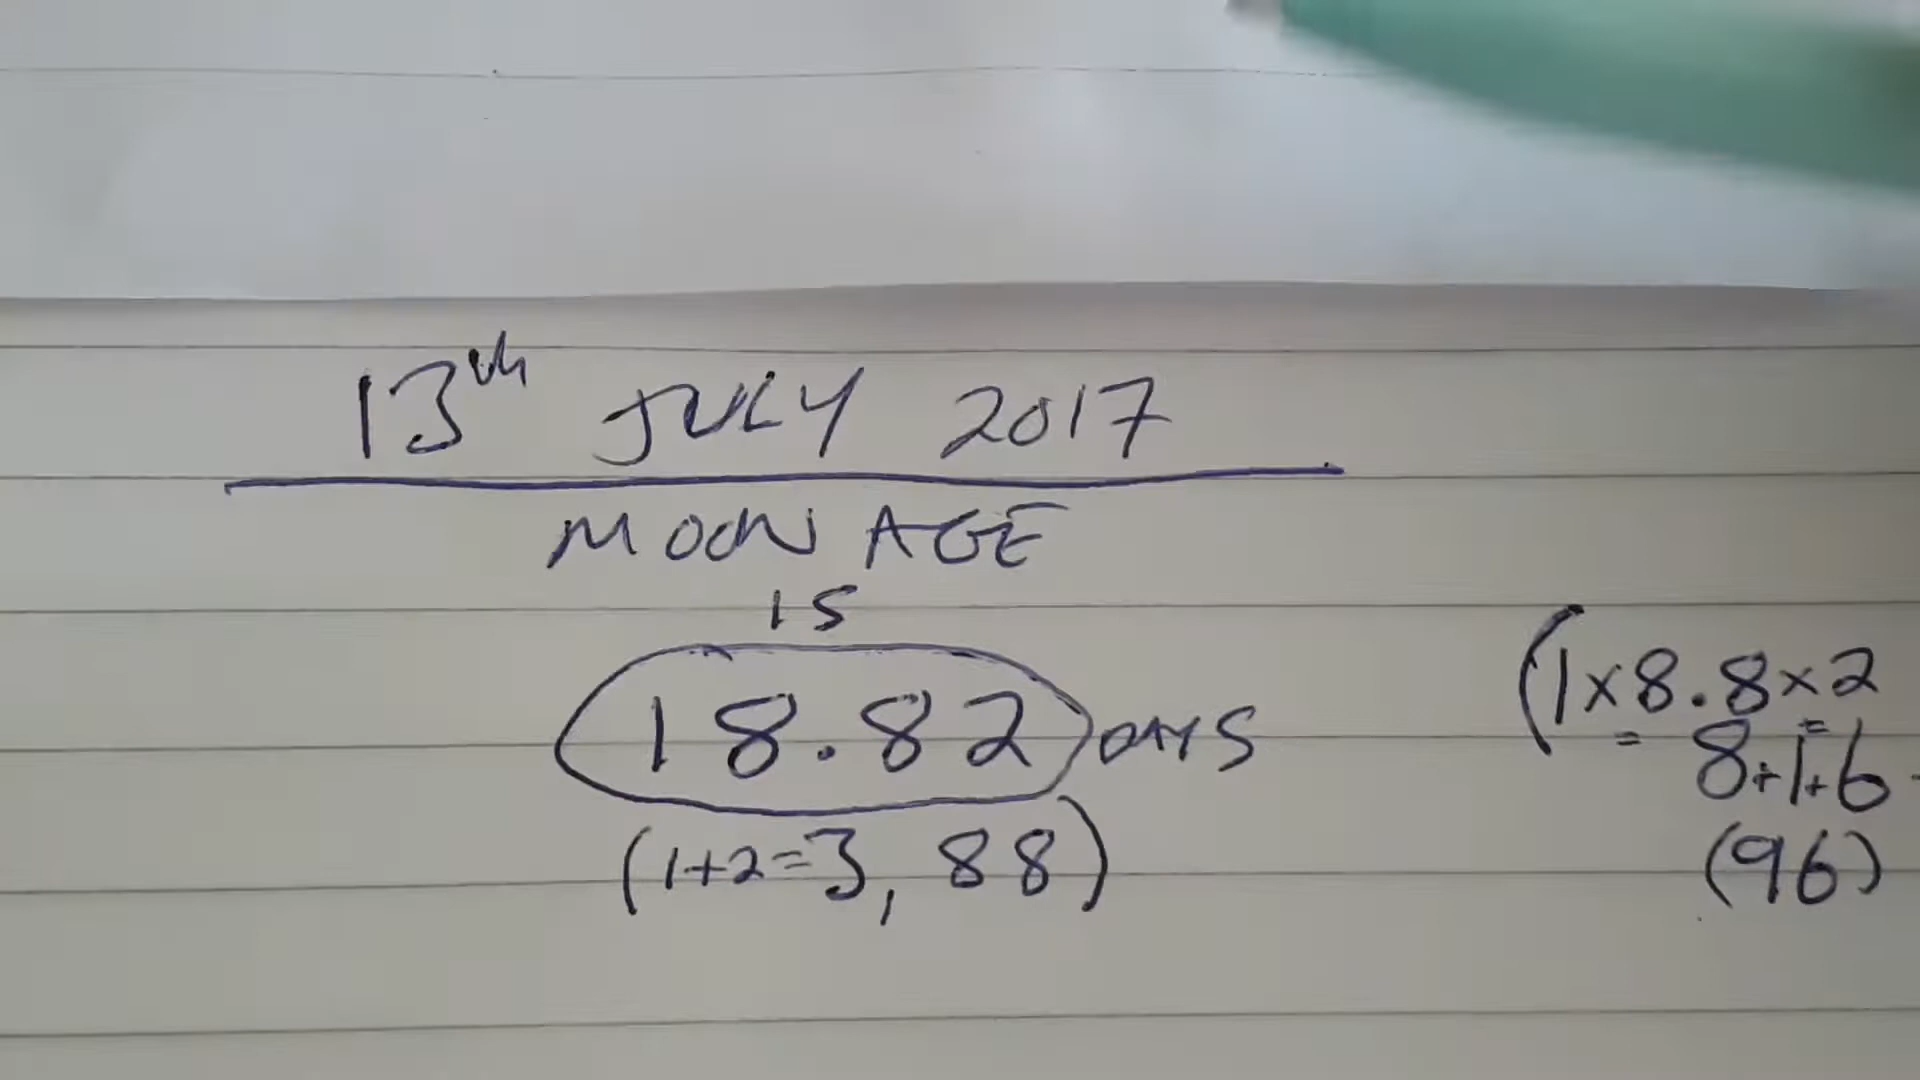 13th JULY 2017
MOON AGE
IS
18.82 DAYS
(1+2=3, 88)
(1x8.8x2
= =
8+1+6
(96)